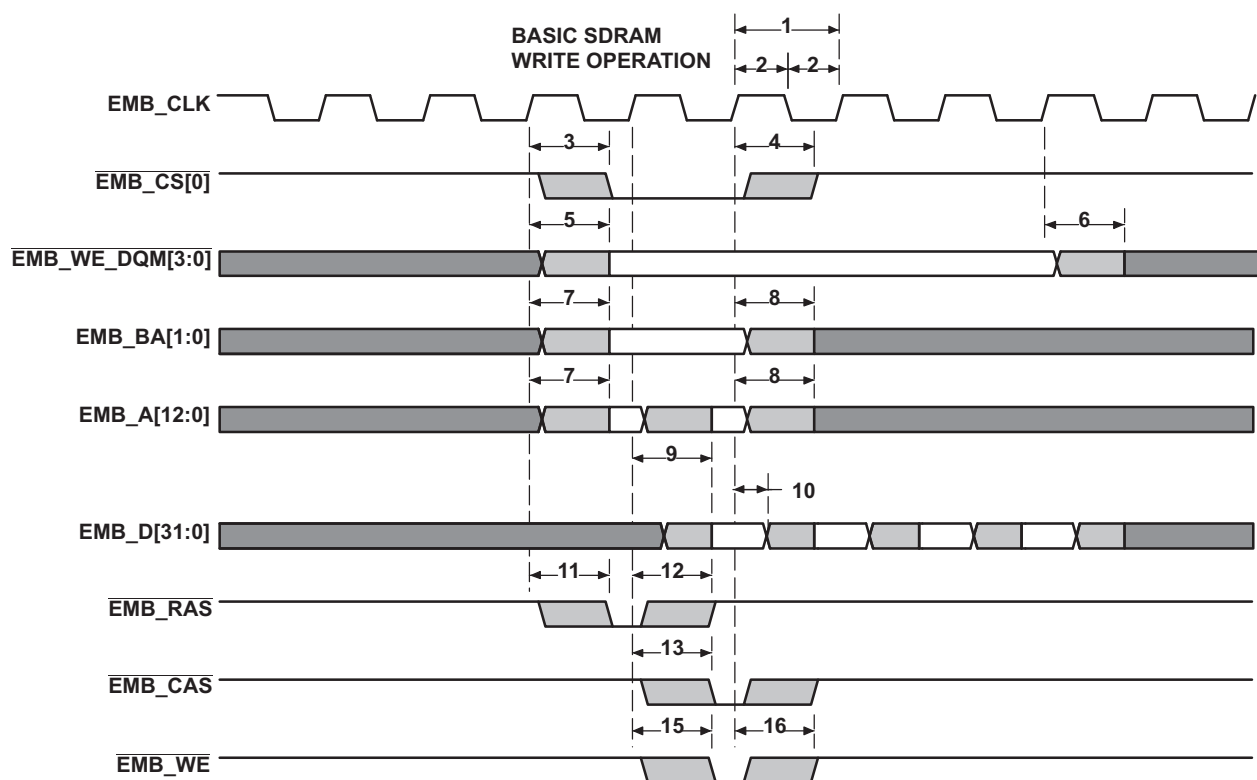 BASIC SDRAM
WRITE OPERATION
1
2 2
EMB_CLK
3 4
EMB_CS[0]
5 6
EMB_WE_DQM[3:0]
7 8
EMB_BA[1:0]
7 8
EMB_A[12:0]
9
10
EMB_D[31:0]
11 12
EMB_RAS
13
EMB_CAS
15 16
EMB_WE